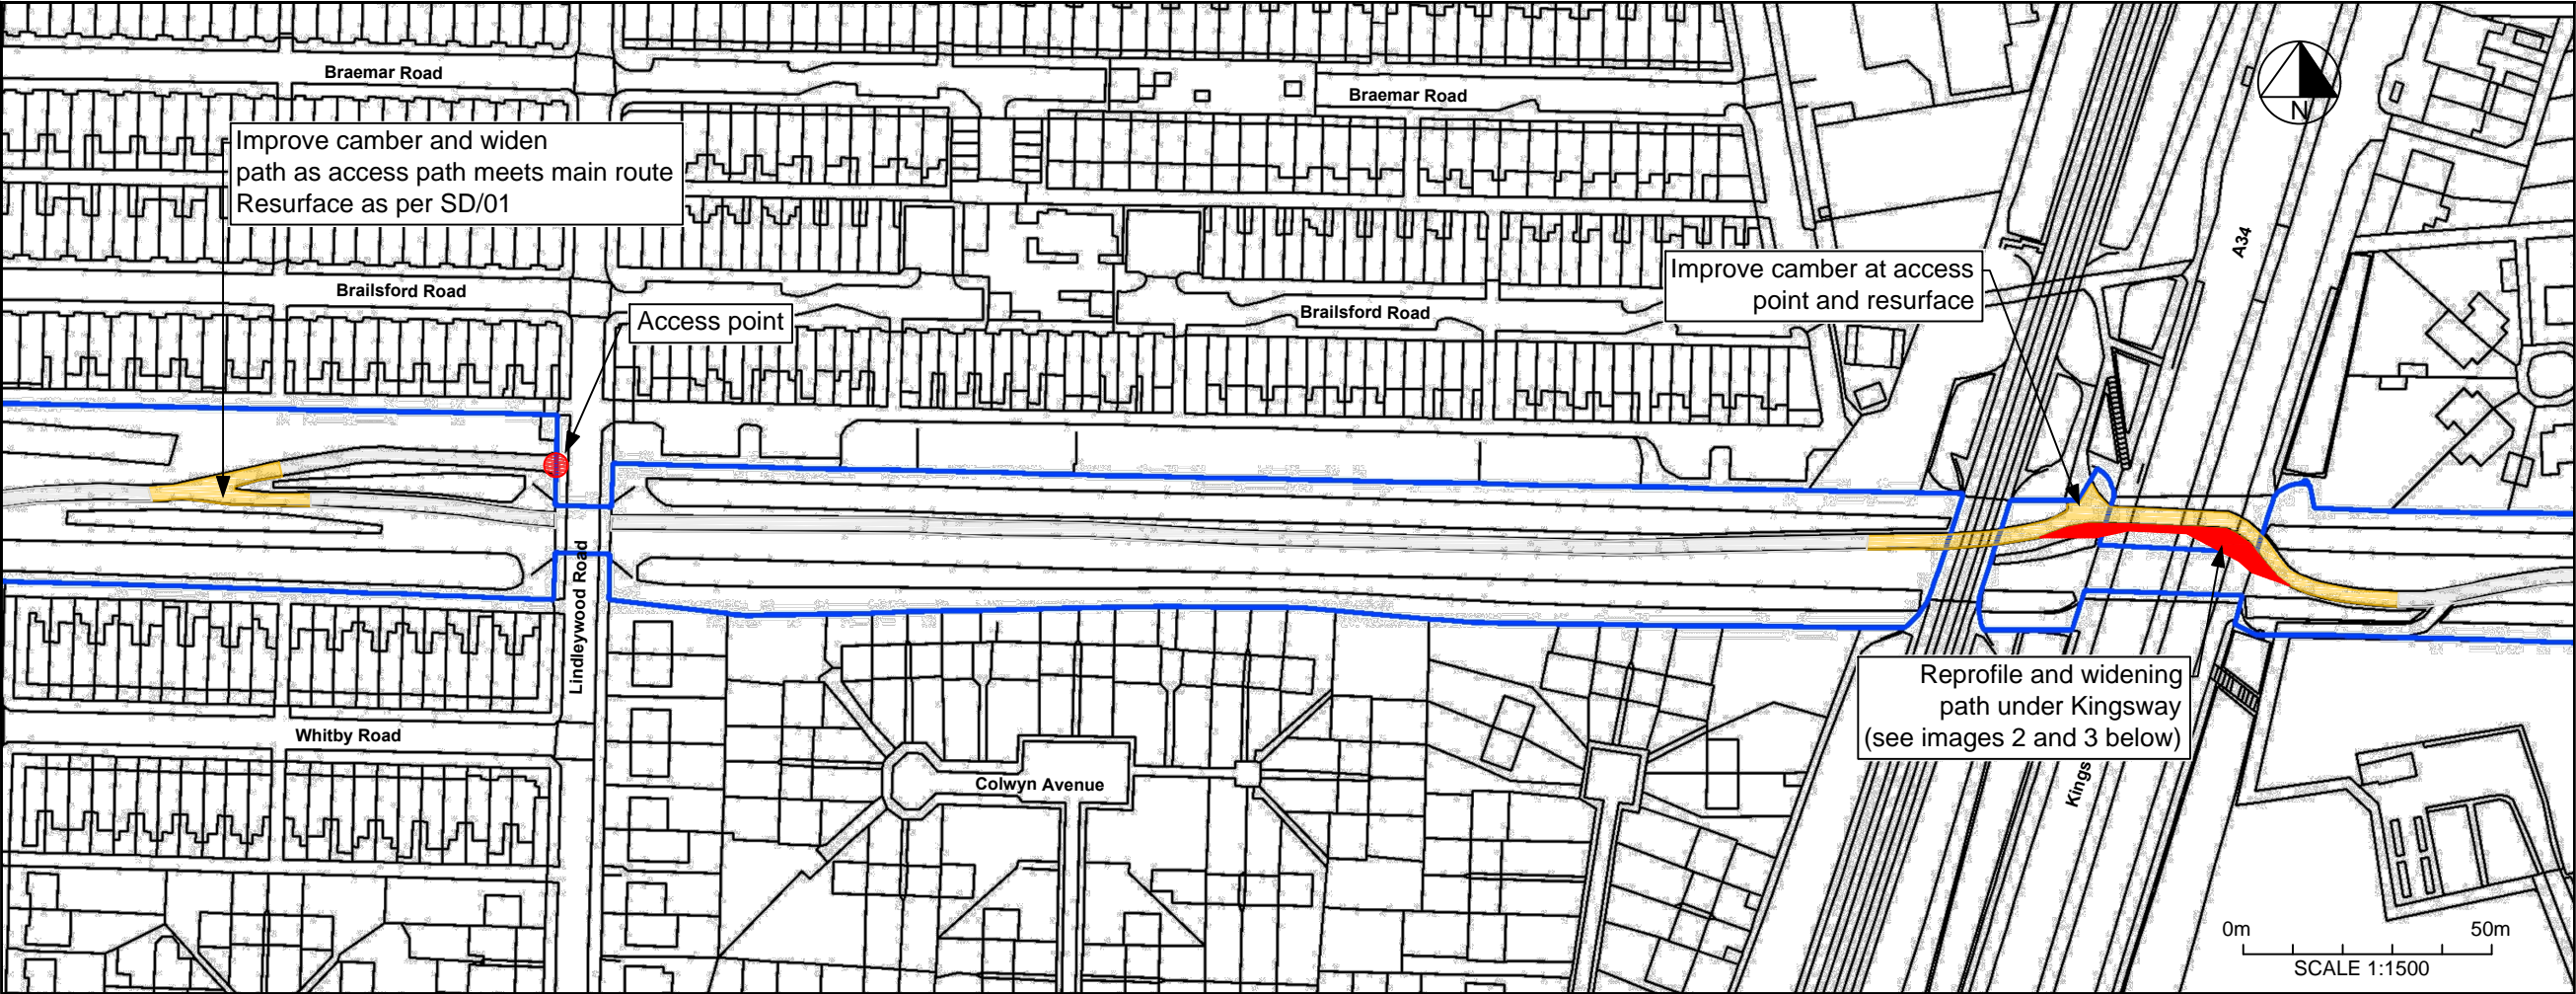 Braemar Road
Braemar Road
N
Improve camber and widen
path as access path meets main route
Resurface as per SD/01
A34
Improve camber at access
point and resurface
Brailsford Road
Access point
Brailsford Road
Lindleywood Road
Reprofile and widening
path under Kingsway
(see images 2 and 3 below)
Whitby Road
Colwyn Avenue
Kings
0m 50m
SCALE 1:1500